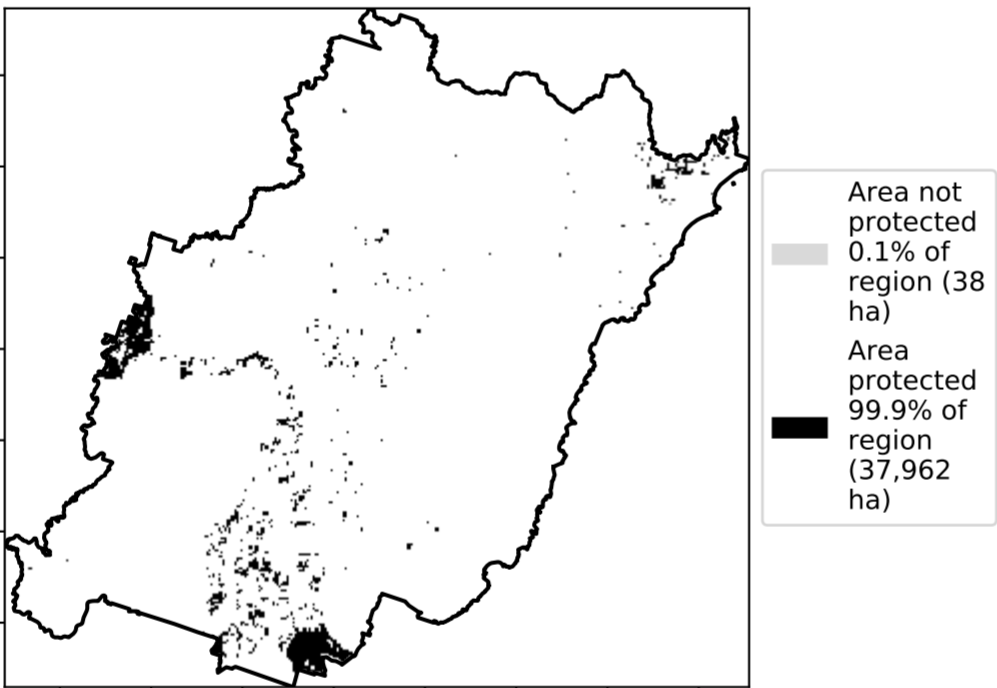 Area not
protected
0.1% of
region (38
ha)
Area
protected
99.9% of
region
(37,962
ha)